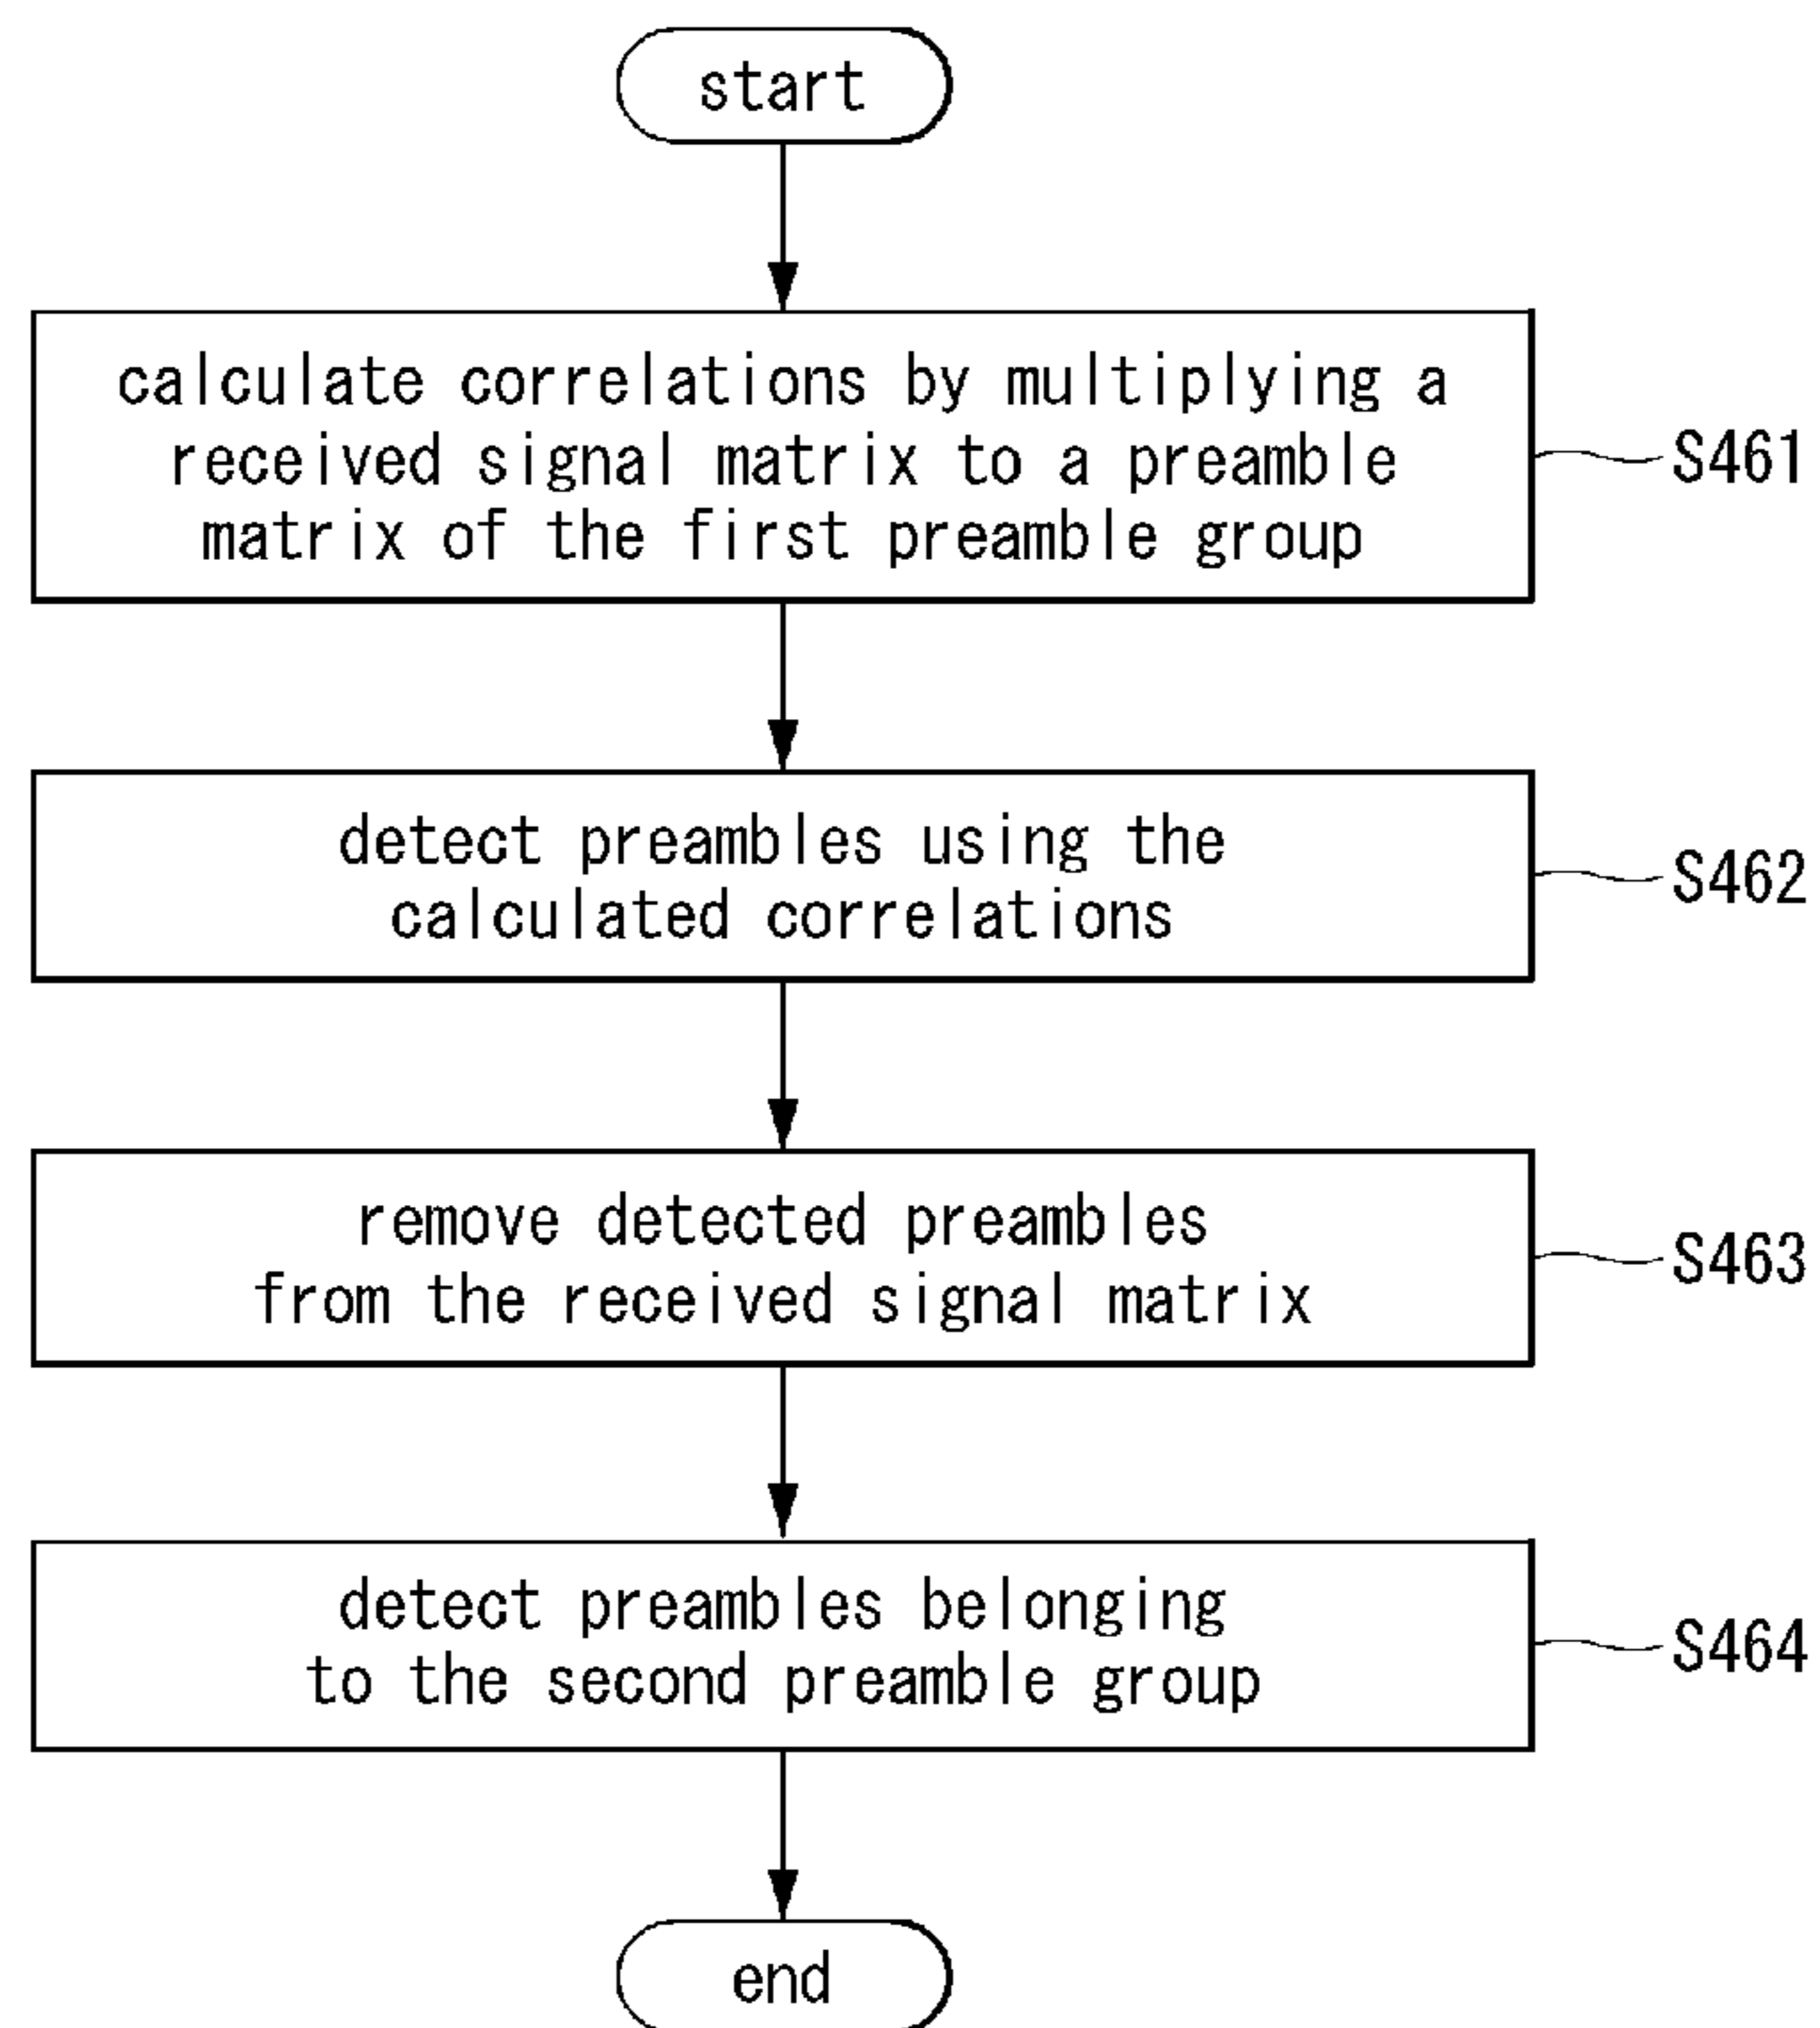 start
calculate correlations by multiplying a
received signal matrix to a preamble
matrix of the first preamble group
S461
detect preambles using the
calculated correlations
S462
remove detected preambles
from the received signal matrix
S463
detect preambles belonging
to the second preamble group
S464
end